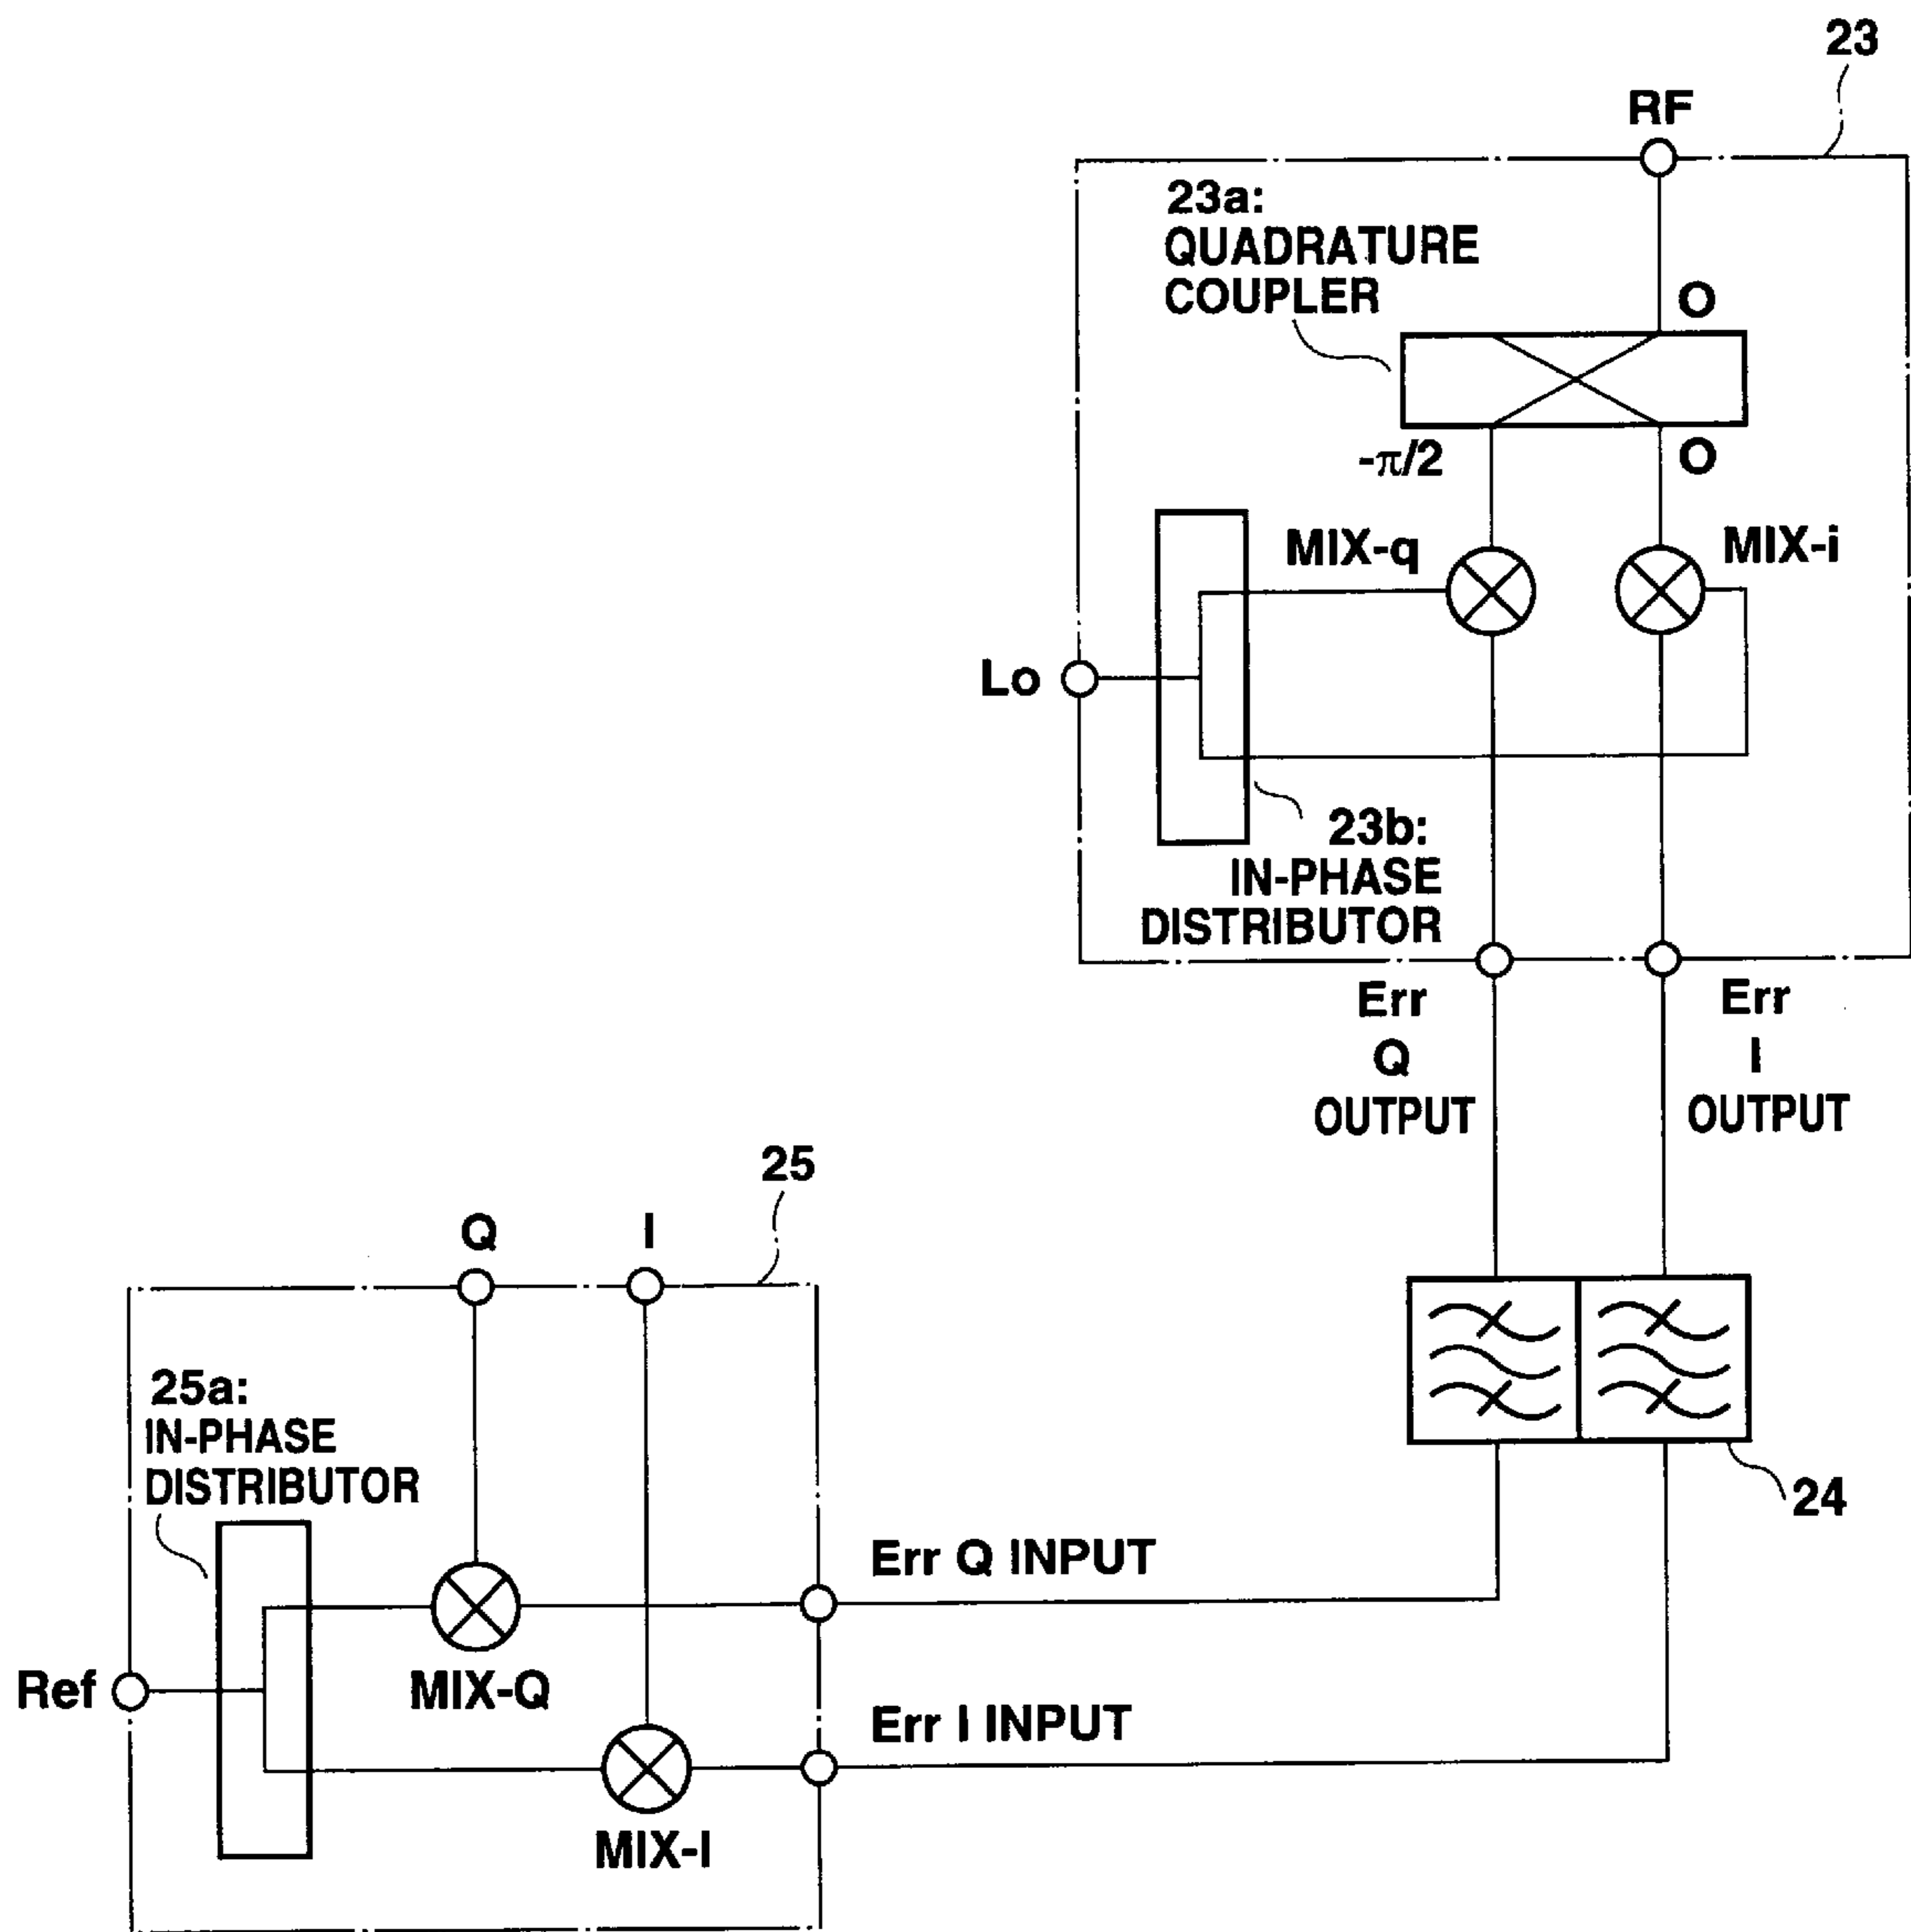 23
RF
23a:
QUADRATURE
COUPLER
O
-π/2
O
MIX-q
MIX-i
Lo
23b:
IN-PHASE
DISTRIBUTOR
Err
Q
OUTPUT
Err
I
OUTPUT
25
Q
I
25a:
IN-PHASE
DISTRIBUTOR
24
Err Q INPUT
Ref
MIX-Q
Err I INPUT
MIX-I